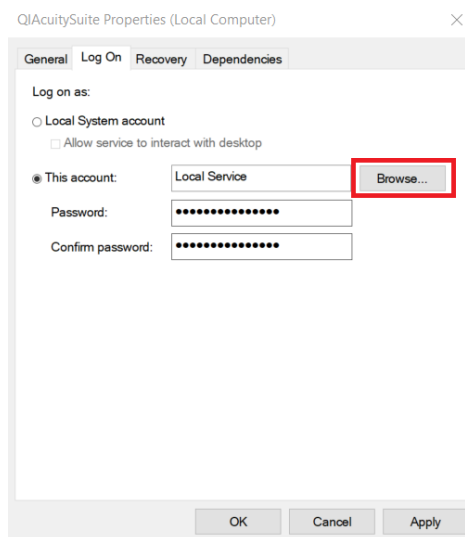 QIAcuitySuite Properties (Local Computer)
General Log On Recovery Dependencies
Log on as:
Local System account
Allow service to interact with desktop
This account: Local Service Browse...
Password: ●●●●●●●●●●●●●●●
Confirm password: ●●●●●●●●●●●●●●●
OK Cancel Apply